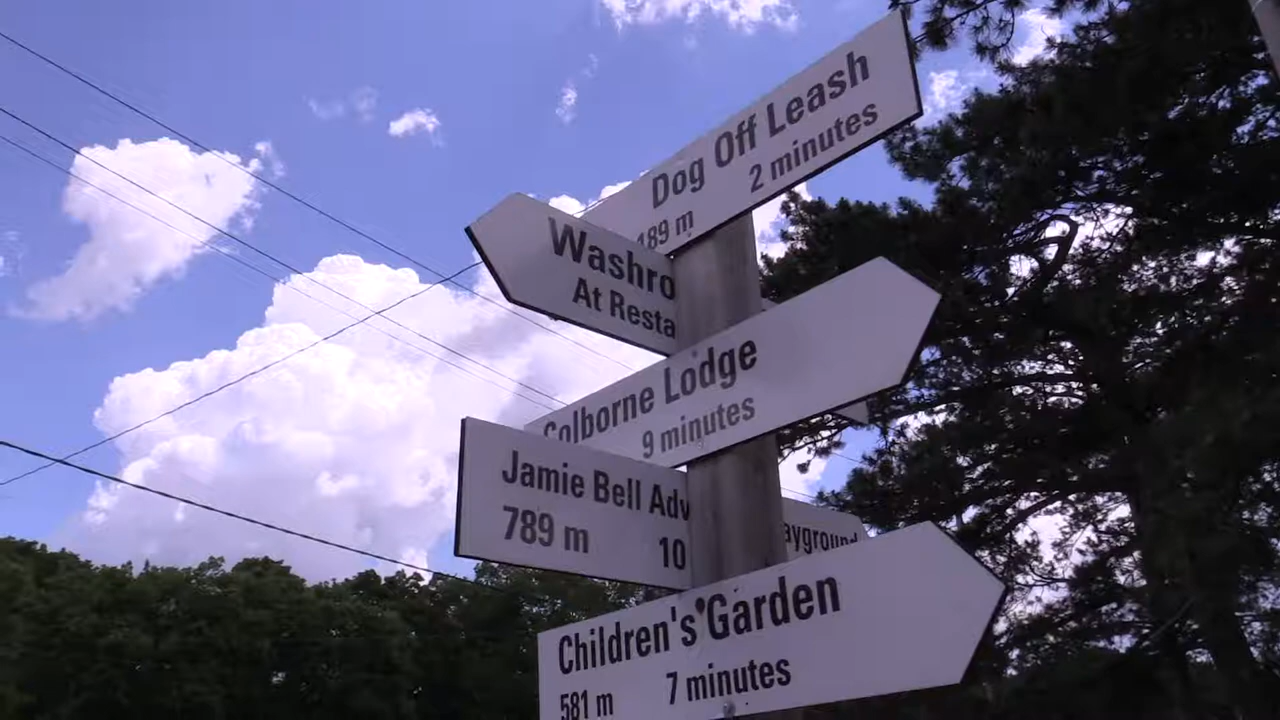 Dog Off Leash
189 m 2 minutes
Washro
At Resta
Colborne Lodge
9 minutes
Jamie Bell Adv
789 m 10
ayground
Children's Garden
581 m 7 minutes